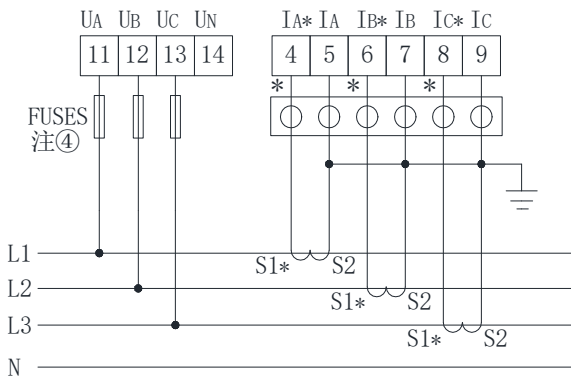 UA UB UC UN IA* IA IB* IB IC* IC
11 12 13 14 4 5 6 7 8 9
* * *
FUSES
注④
L1
S1* S2
L2
S1* S2
L3
S1* S2
N